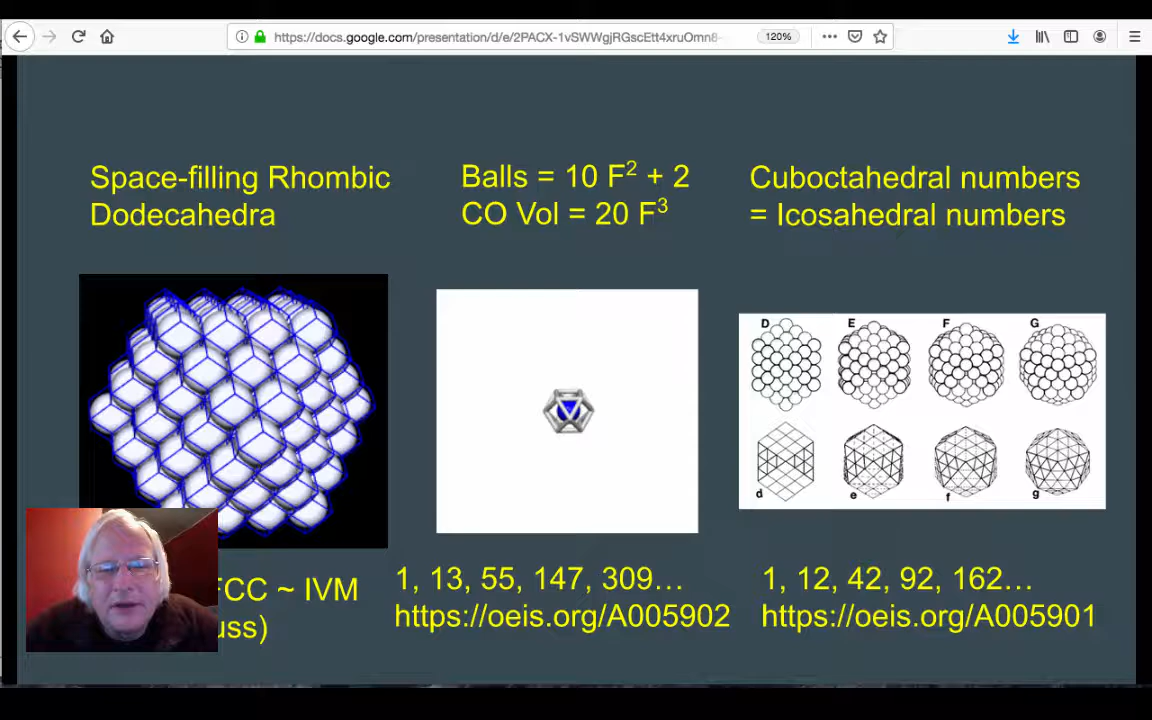 https://docs.google.com/presentation/d/e/2PACX-1vSWWgjRGscEtt4xruOmn8-
120%
Space-filling Rhombic
Dodecahedra
Balls = 10 F² + 2
CO Vol = 20 F³
Cuboctahedral numbers
= Icosahedral numbers
D E F G
d e f g
FCC ~ IVM
uss)
1, 13, 55, 147, 309…
https://oeis.org/A005902
1, 12, 42, 92, 162…
https://oeis.org/A005901